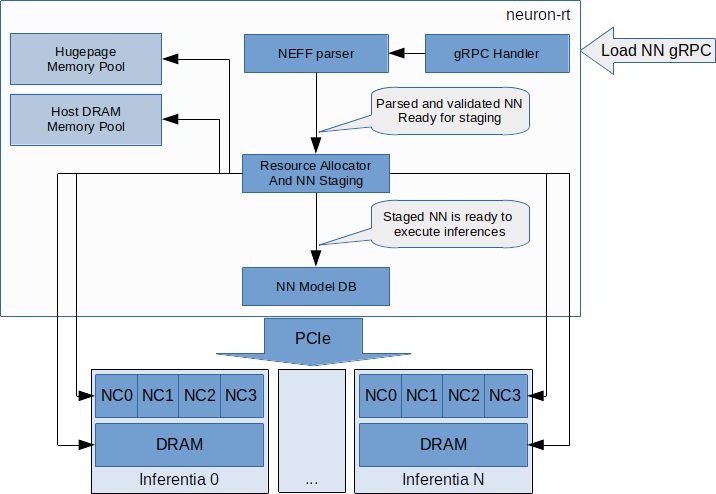 neuron-rt
Hugepage
Memory Pool
NEFF parser
gRPC Handler
Load NN gRPC
Host DRAM
Memory Pool
Parsed and validated NN
Ready for staging
Resource Allocator
And NN Staging
Staged NN is ready to
execute inferences
NN Model DB
PCIe
NC0 NC1 NC2 NC3
DRAM
Inferentia 0
...
NC0 NC1 NC2 NC3
DRAM
Inferentia N